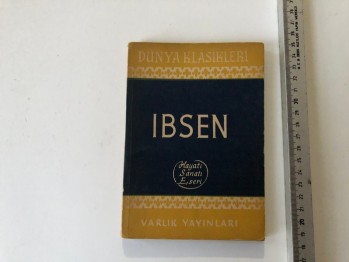 DÜNYA KLASİKLERİ
IBSEN
Hayatı
Sanatı
Eseri
VARLIK YAYINLARI